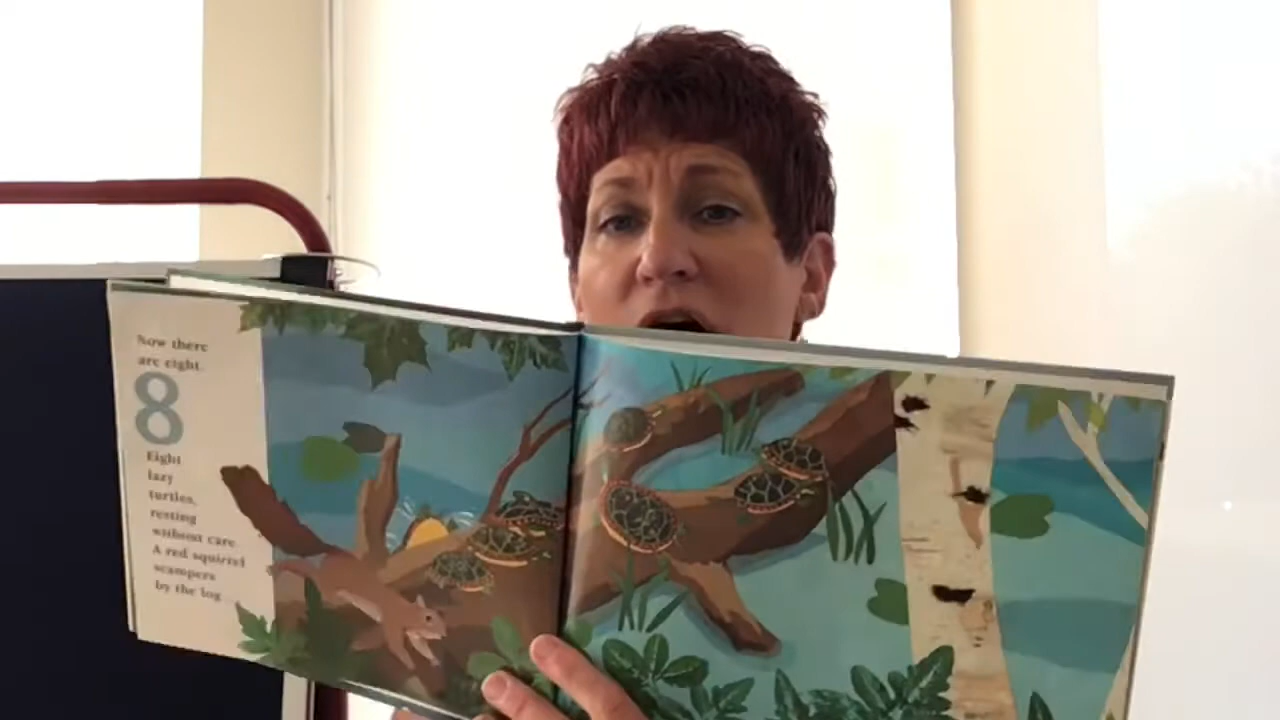 Now there
are eight.
8
Eight
lazy
turtles,
resting
without care.
A red squirrel
scampers
by the log